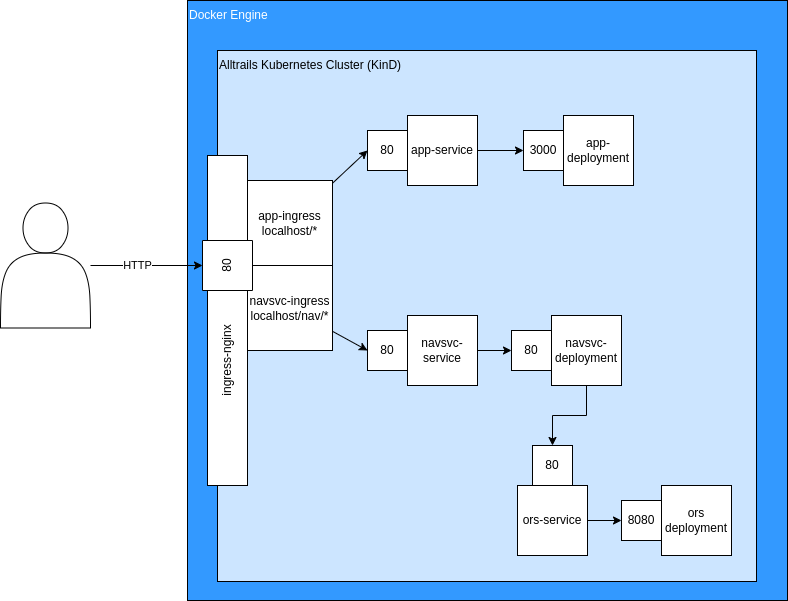 Docker Engine
Alltrails Kubernetes Cluster (KinD)
80
app-service
3000
app-
deployment
app-ingress
localhost/*
HTTP
80
navsvc-ingress
localhost/nav/*
ingress-nginx
80
navsvc-
service
80
navsvc-
deployment
80
ors-service
8080
ors
deployment